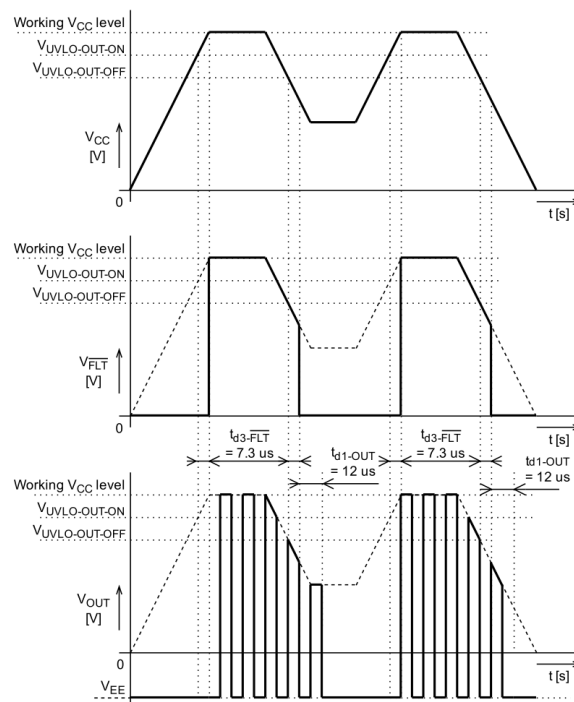 Working VCC level
VUVLO-OUT-ON
VUVLO-OUT-OFF
VCC
[V]
0
t [s]
Working VCC level
VUVLO-OUT-ON
VUVLO-OUT-OFF
VFLT
[V]
0
t [s]
td3-FLT
= 7.3 us
td1-OUT
= 12 us
td3-FLT
= 7.3 us
td1-OUT
= 12 us
Working VCC level
VUVLO-OUT-ON
VUVLO-OUT-OFF
VOUT
[V]
0
t [s]
VEE